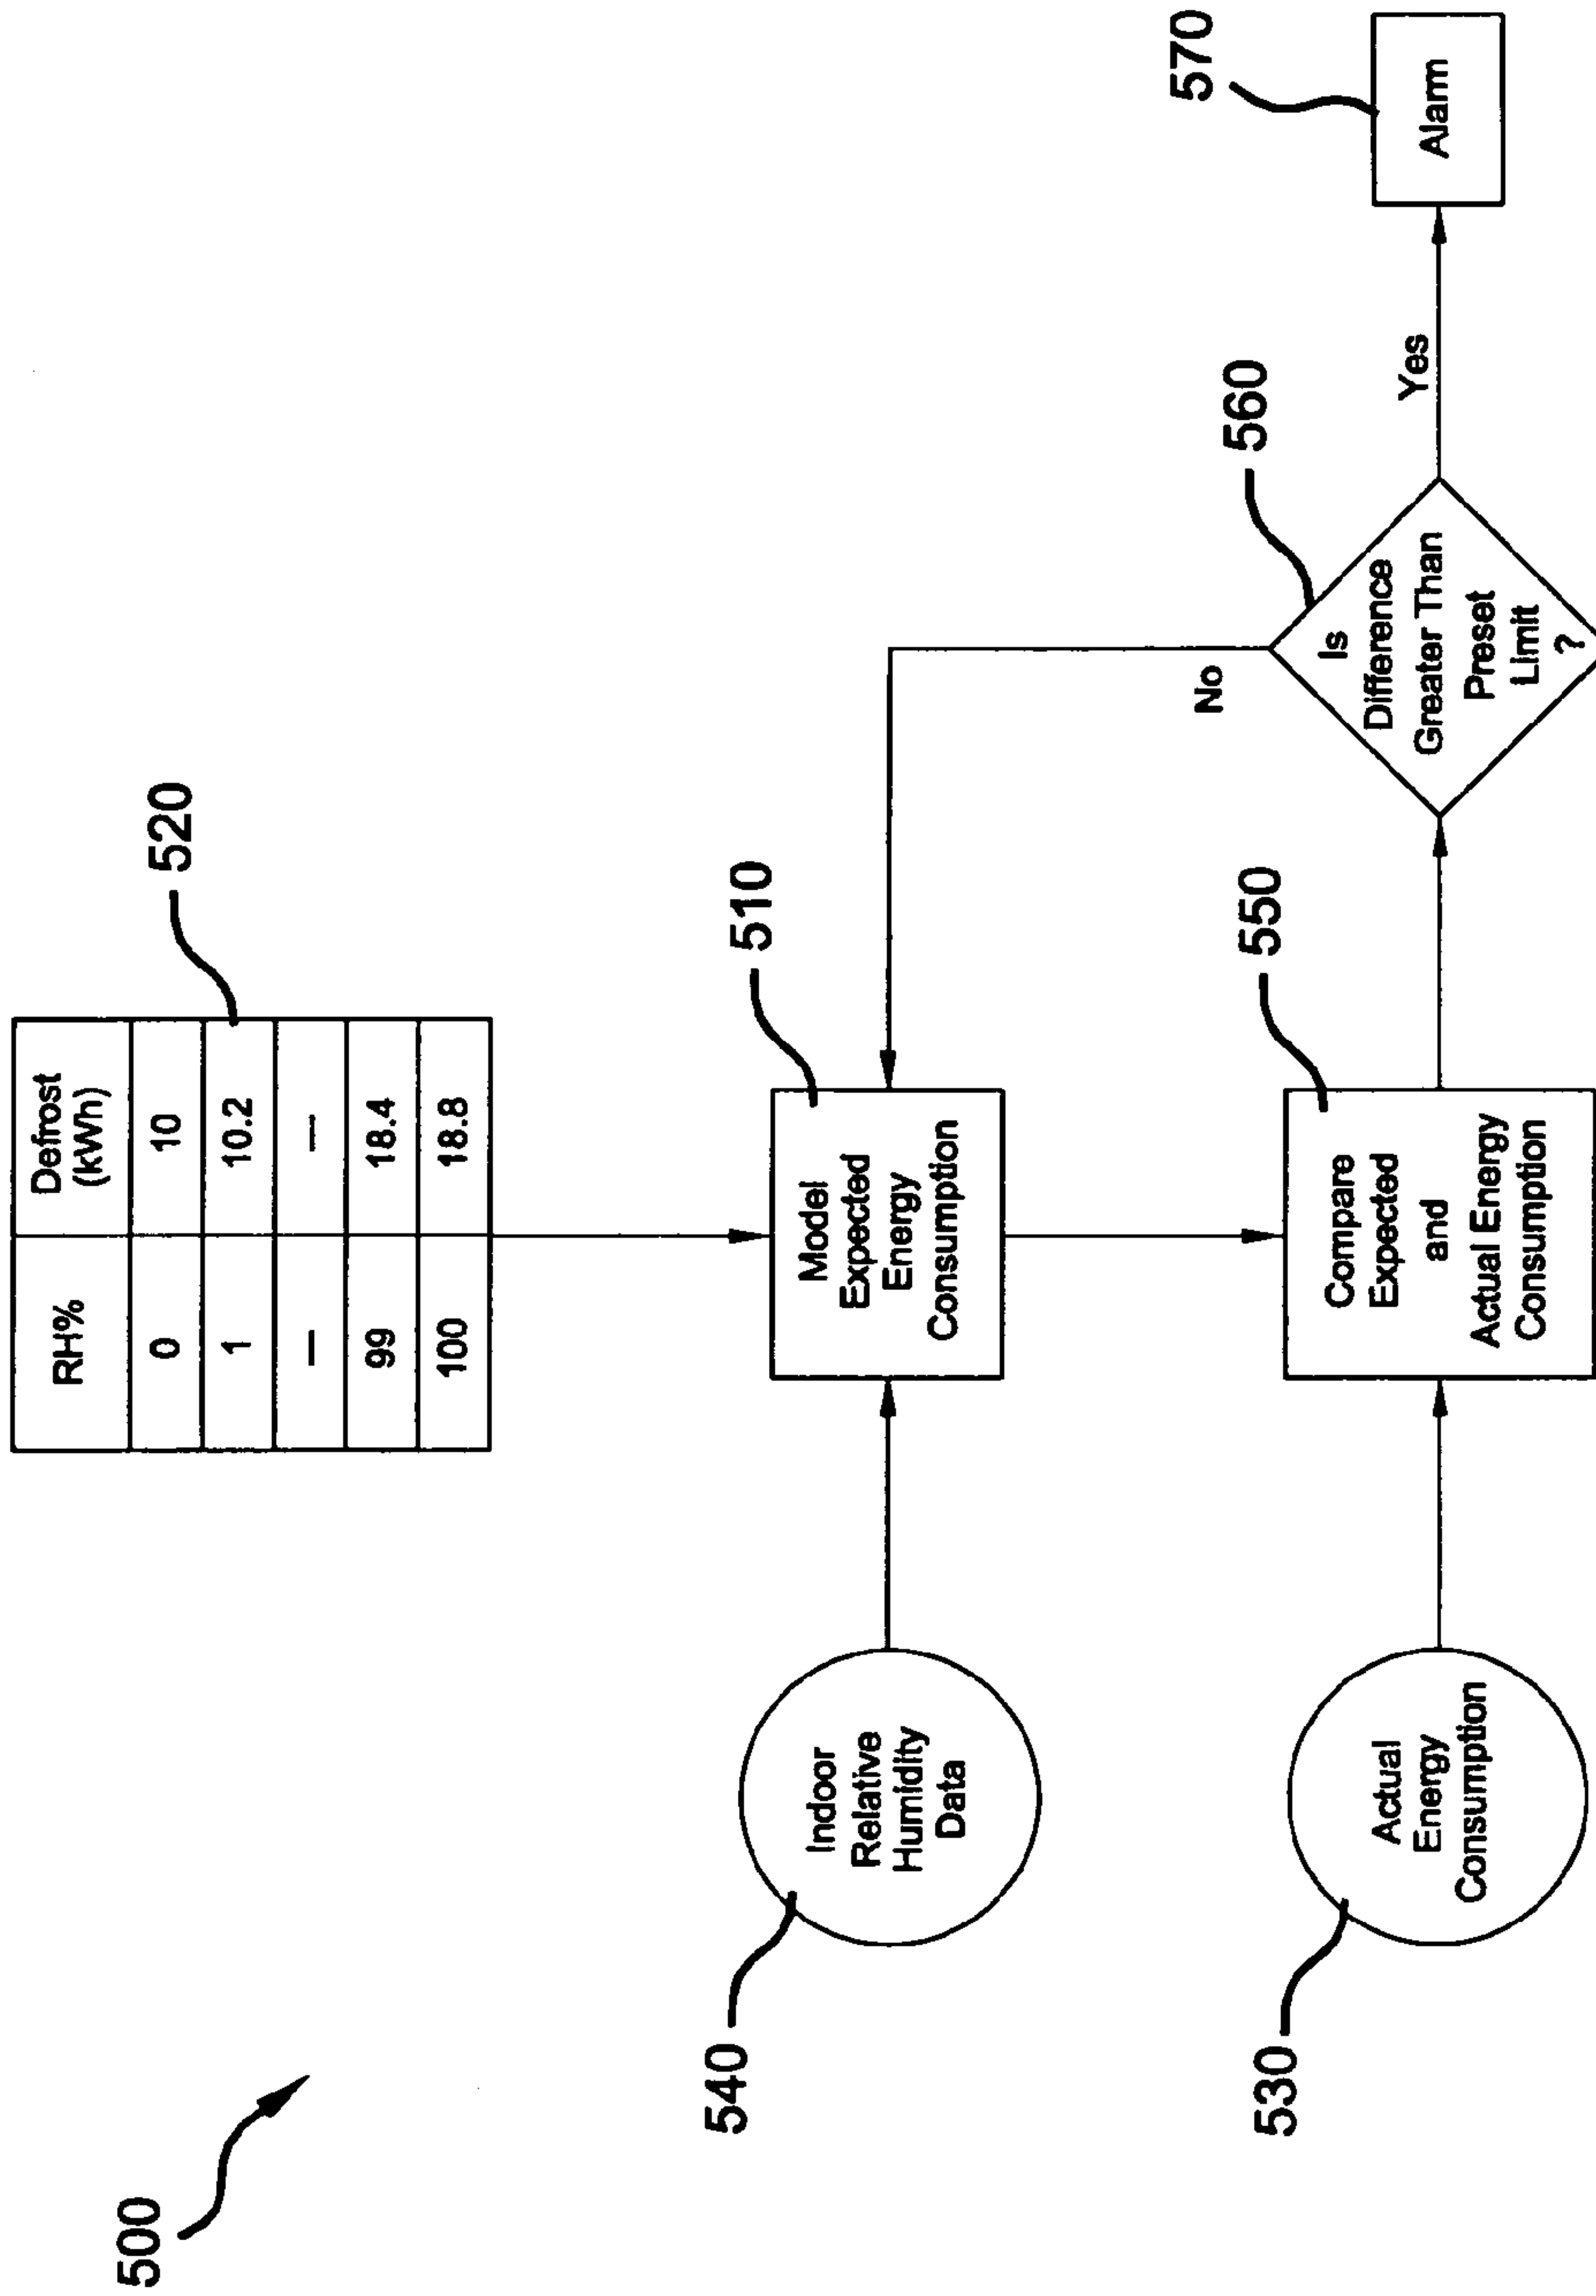 500
RH%
Defrost
(kWh)
0
10
1
10.2
—
—
99
18.4
100
18.8
520
540
Indoor
Relative
Humidity
Data
510
Model
Expected
Energy
Consumption
No
530
Actual
Energy
Consumption
550
Compare
Expected
and
Actual Energy
Consumption
560
Is
Difference
Greater Than
Preset
Limit
?
Yes
570
Alarm